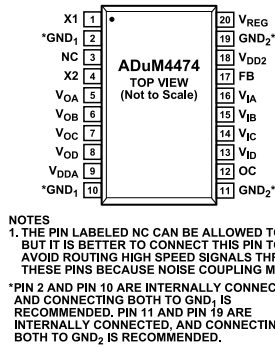 X1 1 20 VREG
*GND1 2 19 GND2*
NC 3 18 VDD2
X2 4 17 FB
VOA 5 16 VIA
VOB 6 15 VIB
VOC 7 14 VIC
VOD 8 13 VID
VDDA 9 12 OC
*GND1 10 11 GND2*
ADuM4474
TOP VIEW
(Not to Scale)
NOTES
1. THE PIN LABELED NC CAN BE ALLOWED
BUT IT IS BETTER TO CONNECT THIS PIN
AVOID ROUTING HIGH SPEED SIGNALS
THESE PINS BECAUSE NOISE COUPLING
*PIN 2 AND PIN 10 ARE INTERNALLY
AND CONNECTING BOTH TO GND1 IS
RECOMMENDED. PIN 11 AND PIN 19 ARE
INTERNALLY CONNECTED, AND
BOTH TO GND2 IS RECOMMENDED.